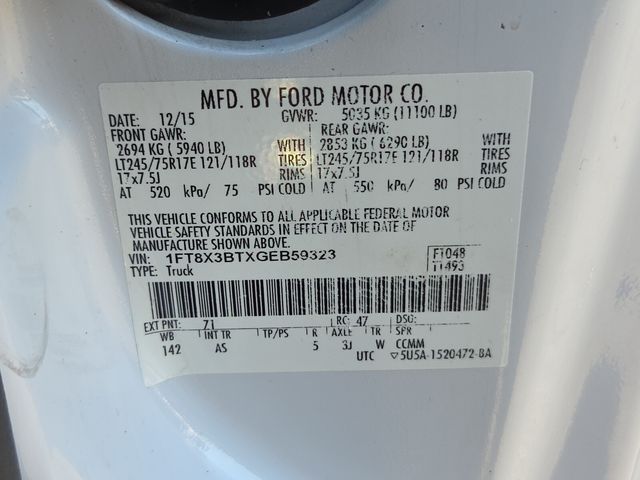 MFD. BY FORD MOTOR CO.
DATE: 12/15 GVWR: 5035 KG (11100 LB)
FRONT GAWR: REAR GAWR:
2694 KG ( 5940 LB) WITH 2853 KG ( 6290 LB) WITH
LT245/75R17E 121/118R TIRES LT245/75R17E 121/118R TIRES
17x7.5J RIMS 17x7.5J RIMS
AT 520 kPa/ 75 PSI COLD AT 550 kPa/ 80 PSI COLD
THIS VEHICLE CONFORMS TO ALL APPLICABLE FEDERAL MOTOR
VEHICLE SAFETY STANDARDS IN EFFECT ON THE DATE OF
MANUFACTURE SHOWN ABOVE.
VIN: 1FT8X3BTXGEB59323 F1048
TYPE: Truck T1493
EXT PNT: 71 RC: 47 DSO:
WB INT TR TP/PS R AXLE TR SPR
142 AS 5 3J W CCMM
UTC ▽5U5A-1520472-BA